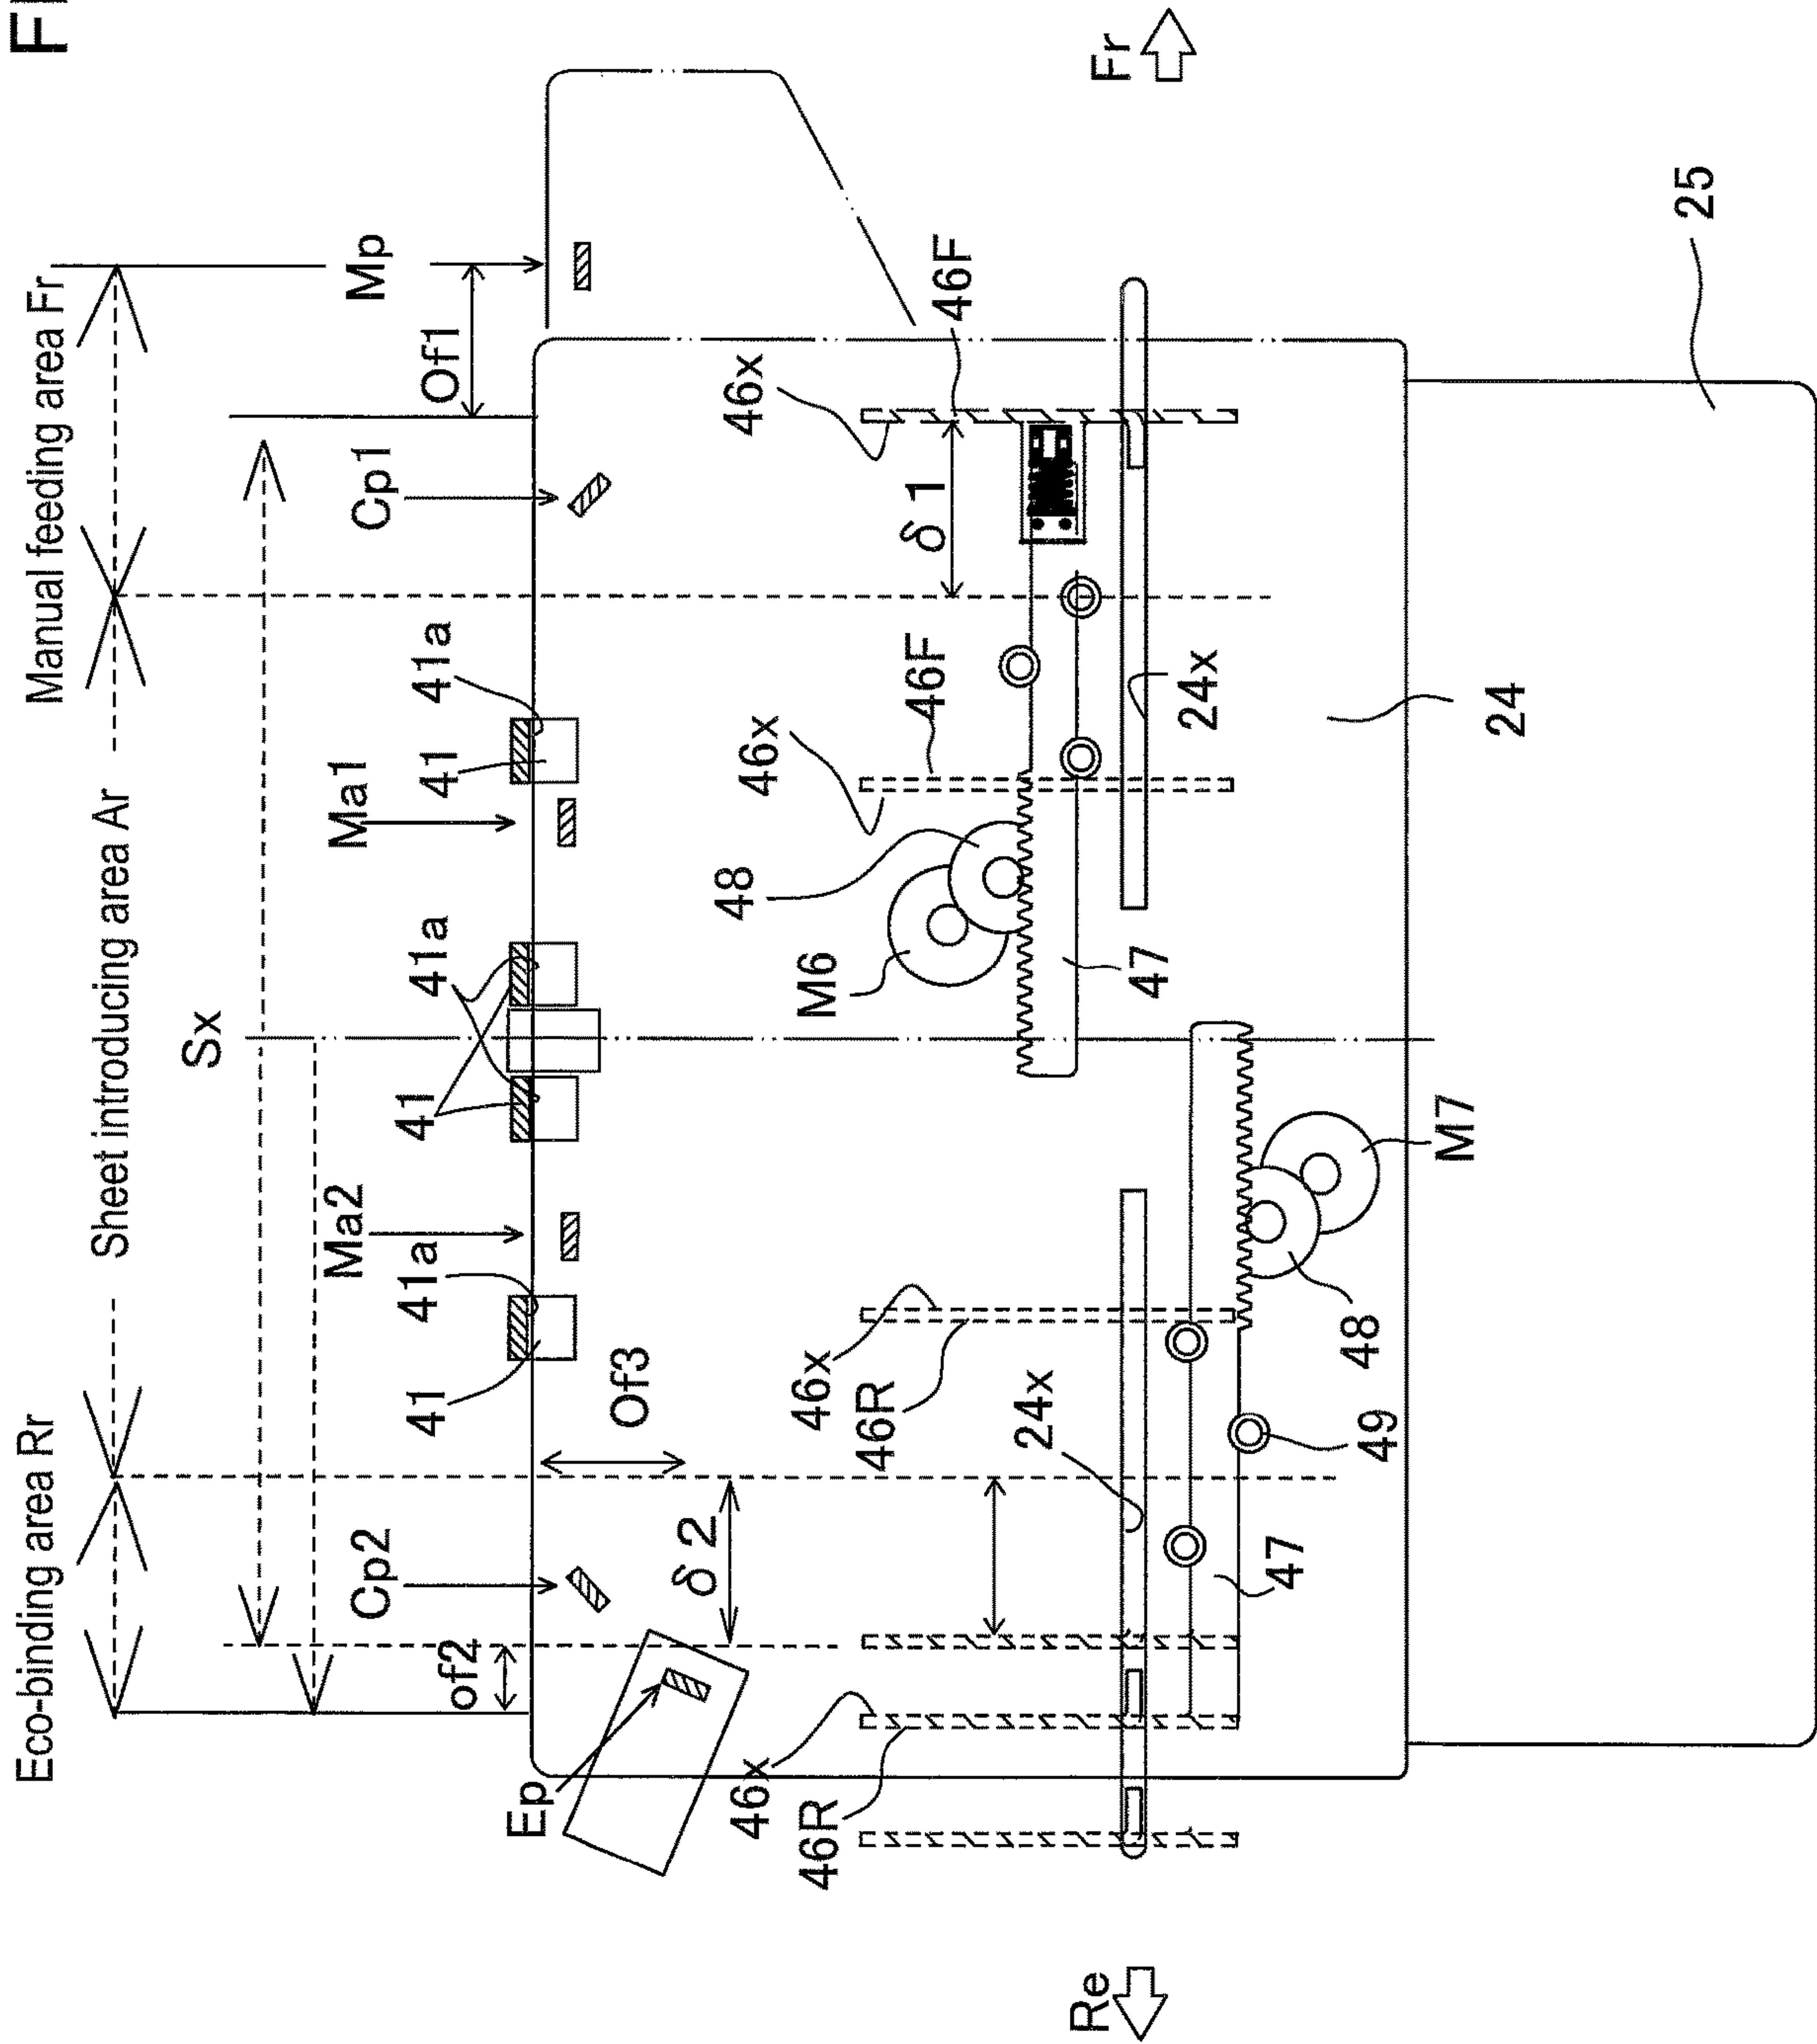 Eco-binding area Rr
Manual feeding area Fr
Sheet introducing area Ar
Sx
Cp2
Ma2
Ma1
Cp1
Mp
41
41a
41
41a
41
41a
Of1
of2
Ep
Of3
δ2
46x
46R
46x
46R
M6
48
46x
46F
δ1
46x
46F
24x
Re
Fr
47
49
48
M7
47
24x
24
25